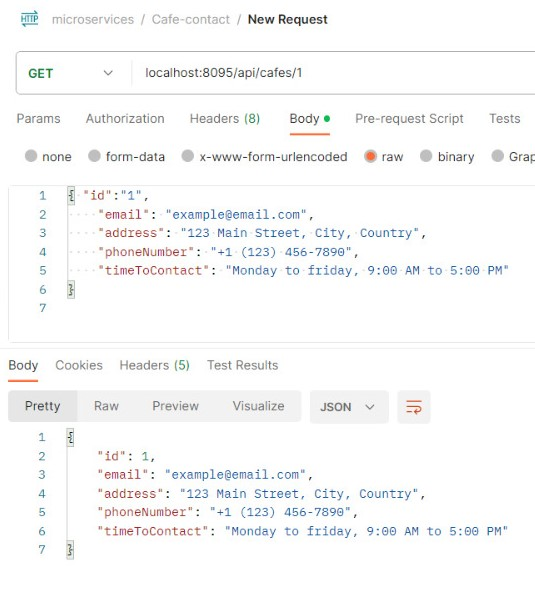 HTTP microservices / Cafe-contact / New Request
GET localhost:8095/api/cafes/1
Params Authorization Headers (8) Body Pre-request Script Tests
none form-data x-www-form-urlencoded raw binary Grap
1 { "id":"1",
2 "email": "example@email.com",
3 "address": "123 Main Street, City, Country",
4 "phoneNumber": "+1 (123) 456-7890",
5 "timeToContact": "Monday to friday, 9:00 AM to 5:00 PM"
6 }
7
Body Cookies Headers (5) Test Results
Pretty Raw Preview Visualize JSON
1 {
2 "id": 1,
3 "email": "example@email.com",
4 "address": "123 Main Street, City, Country",
5 "phoneNumber": "+1 (123) 456-7890",
6 "timeToContact": "Monday to friday, 9:00 AM to 5:00 PM"
7 }